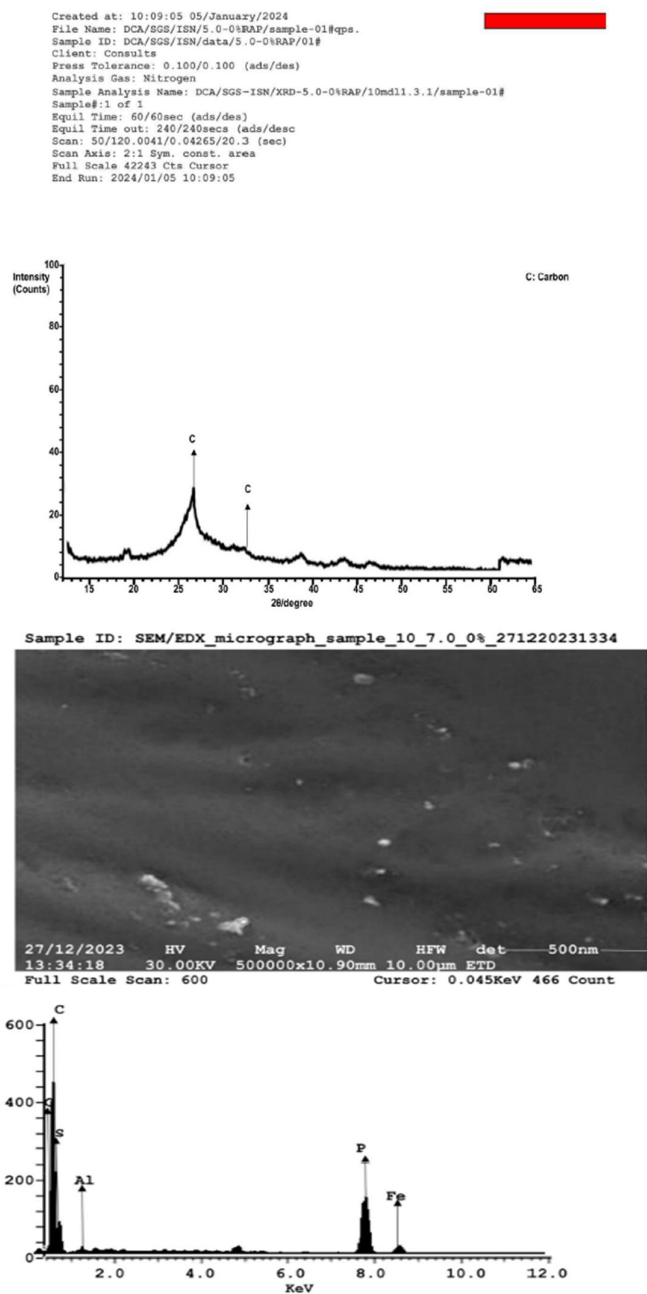 Created at: 10:09:05 05/January/2024
File Name: DCA/SGS/ISN/5.0-0%RAP/sample-01#qps.
Sample ID: DCA/SGS/ISN/data/5.0-0%RAP/01#
Client: Consults
Press Tolerance: 0.100/0.100 (ads/des)
Analysis Gas: Nitrogen
Sample Analysis Name: DCA/SGS-ISN/XRD-5.0-0%RAP/10mdl1.3.1/sample-01#
Sample#:1 of 1
Equil Time: 60/60sec (ads/des)
Equil Time out: 240/240secs (ads/desc
Scan: 50/120.0041/0.04265/20.3 (sec)
Scan Axis: 2:1 Sym. const. area
Full Scale 42243 Cts Cursor
End Run: 2024/01/05 10:09:05
Intensity
(Counts)
100
80
60
40
20
0
C: Carbon
C
C
15 20 25 30 35 40 45 50 55 60 65
2θ/degree
Sample ID: SEM/EDX_micrograph_sample_10_7.0_0%_271220231334
27/12/2023 HV Mag WD HFW det 500nm
13:34:18 30.00KV 500000x10.90mm 10.00µm ETD
Full Scale Scan: 600 Cursor: 0.045KeV 466 Count
600
400
200
0
C
S
Al
P
Fe
2.0 4.0 6.0 8.0 10.0 12.0
KeV